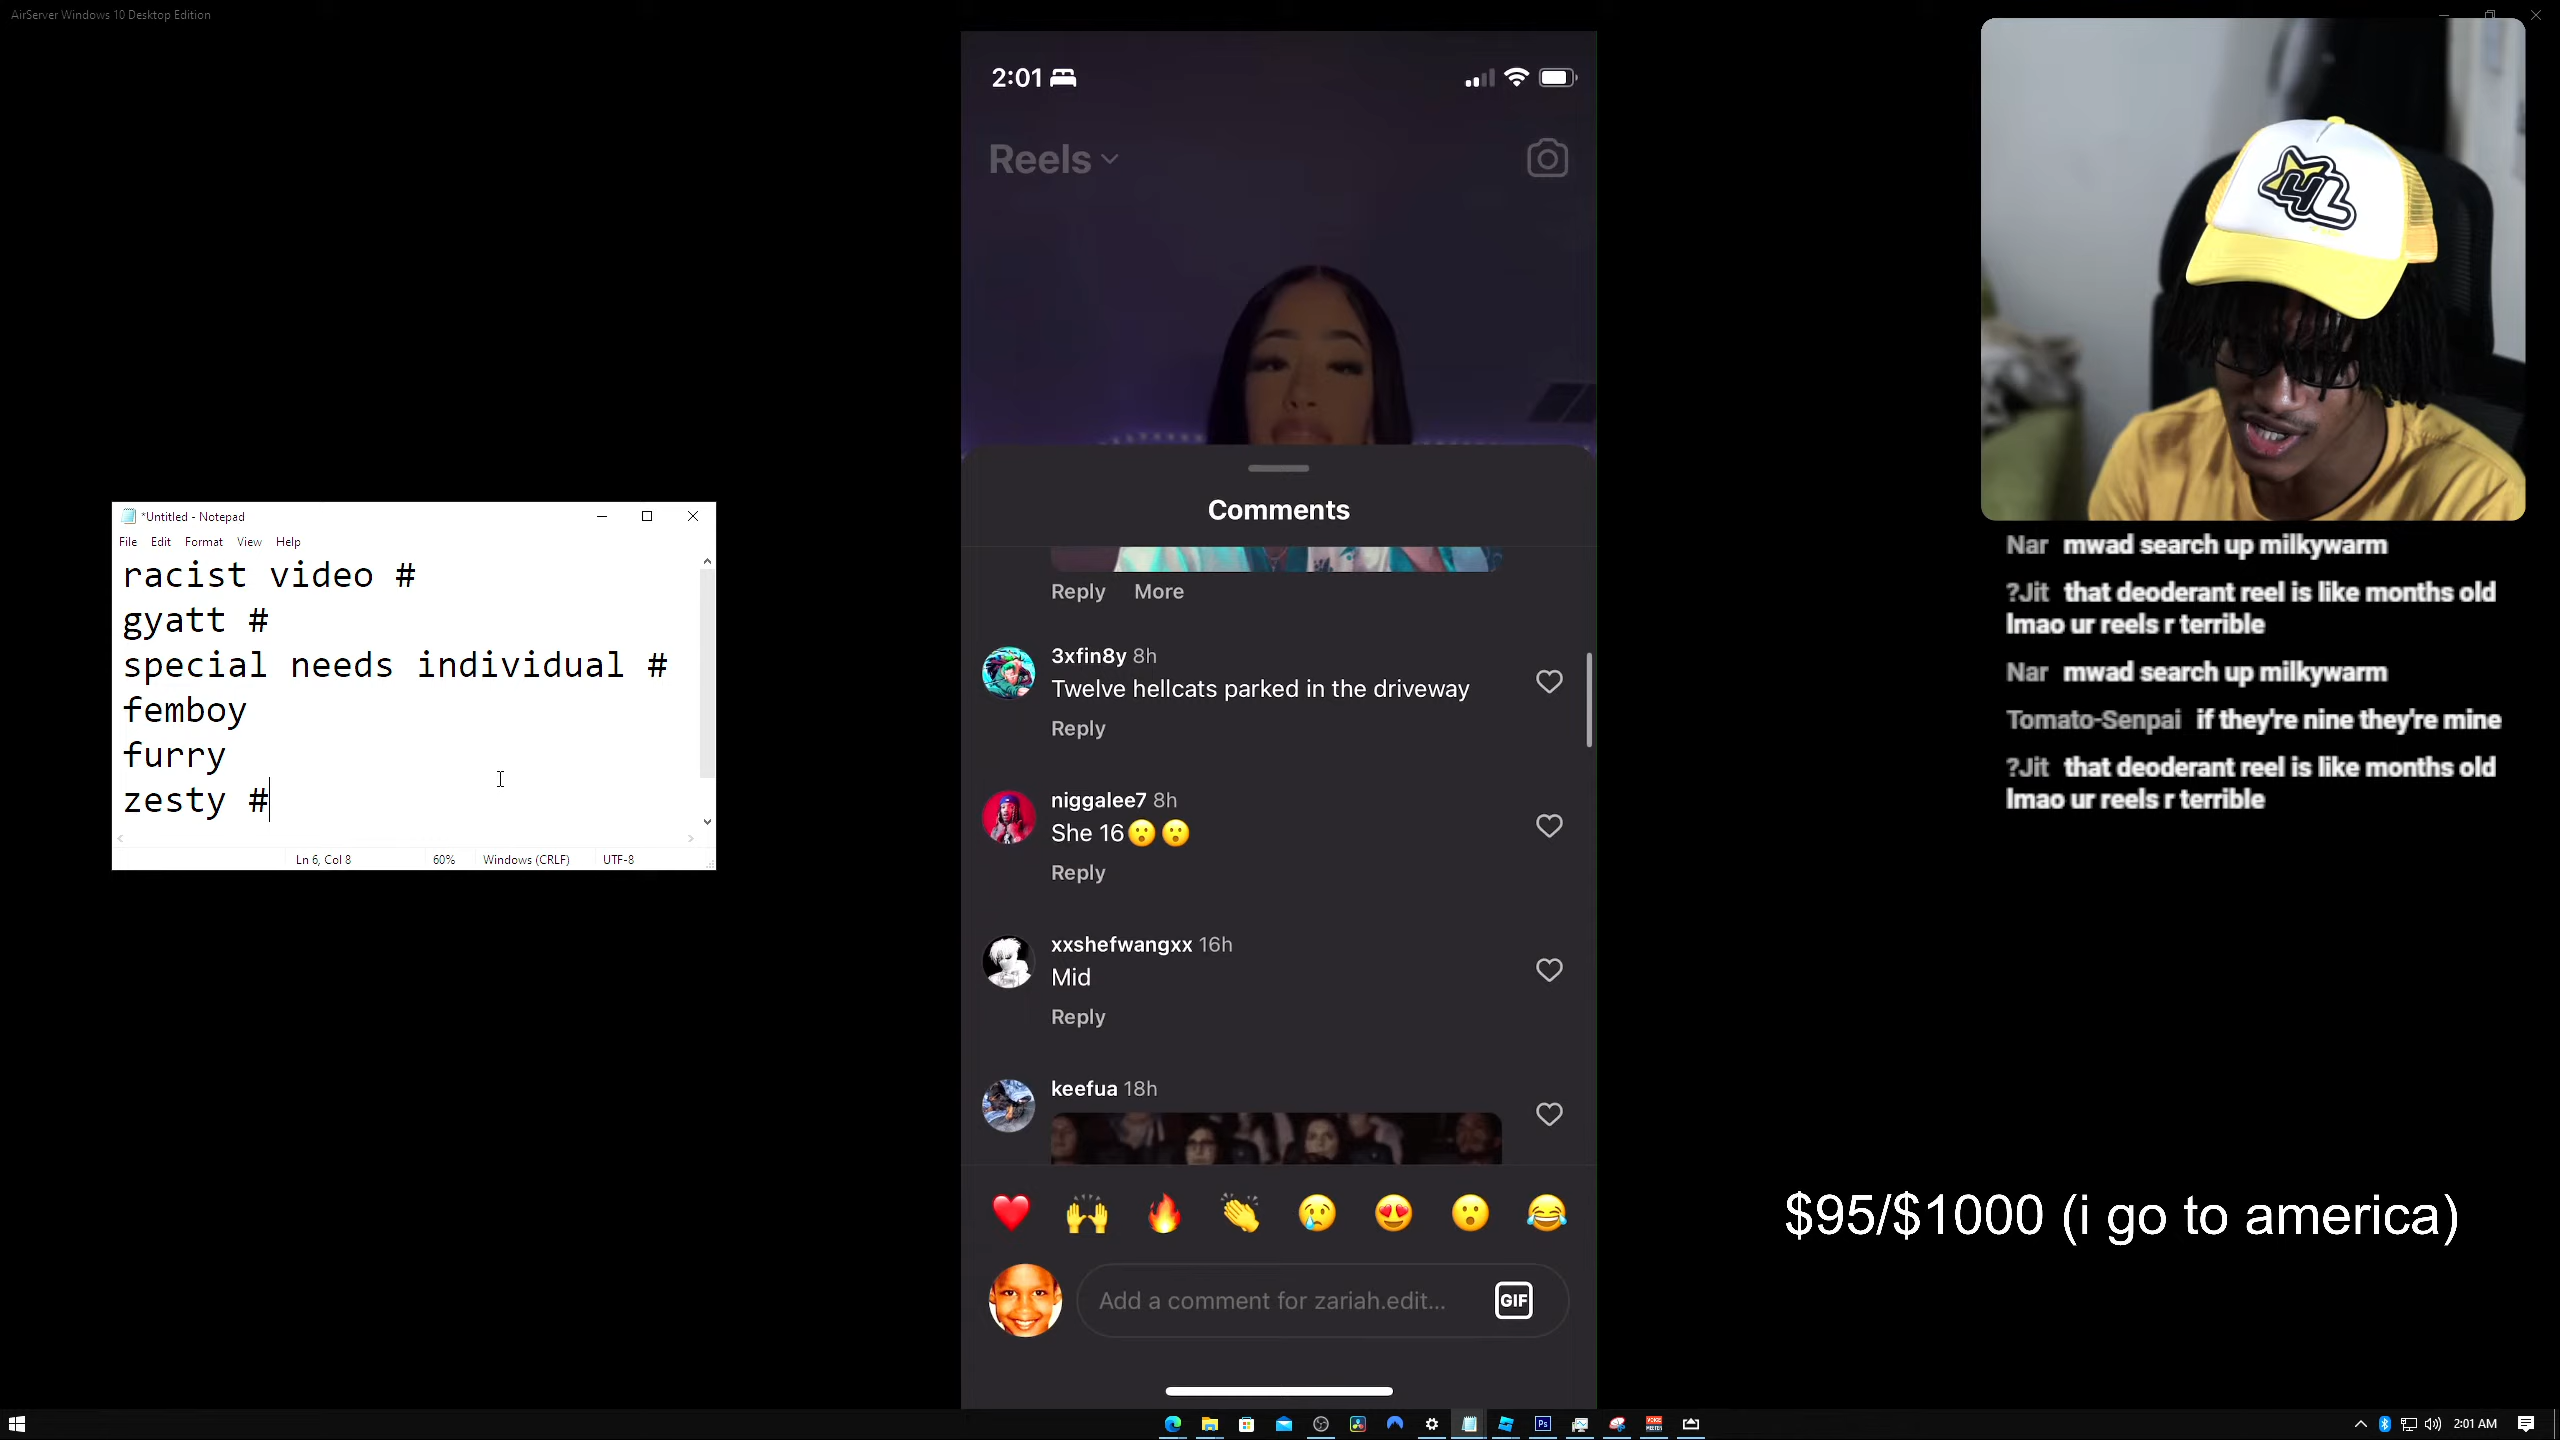 AirServer Windows 10 Desktop Edition
2:01
Reels
Comments
Reply More
3xfin8y 8h
Twelve hellcats parked in the driveway
Reply
niggalee7 8h
She 16😮😮
Reply
xxshefwangxx 16h
Mid
Reply
keefua 18h
❤️🙌🔥👏😢😍😮😂
Add a comment for zariah.edit...
GIF
*Untitled - Notepad
File Edit Format View Help
racist video #
gyatt #
special needs individual #
femboy
furry
zesty #
Ln 6, Col 8 60% Windows (CRLF) UTF-8
4L
Nar mwad search up milkywarm
?Jit that deoderant reel is like months old
lmao ur reels r terrible
Nar mwad search up milkywarm
Tomato-Senpai if they're nine they're mine
?Jit that deoderant reel is like months old
lmao ur reels r terrible
$95/$1000 (i go to america)
Ps
2:01 AM